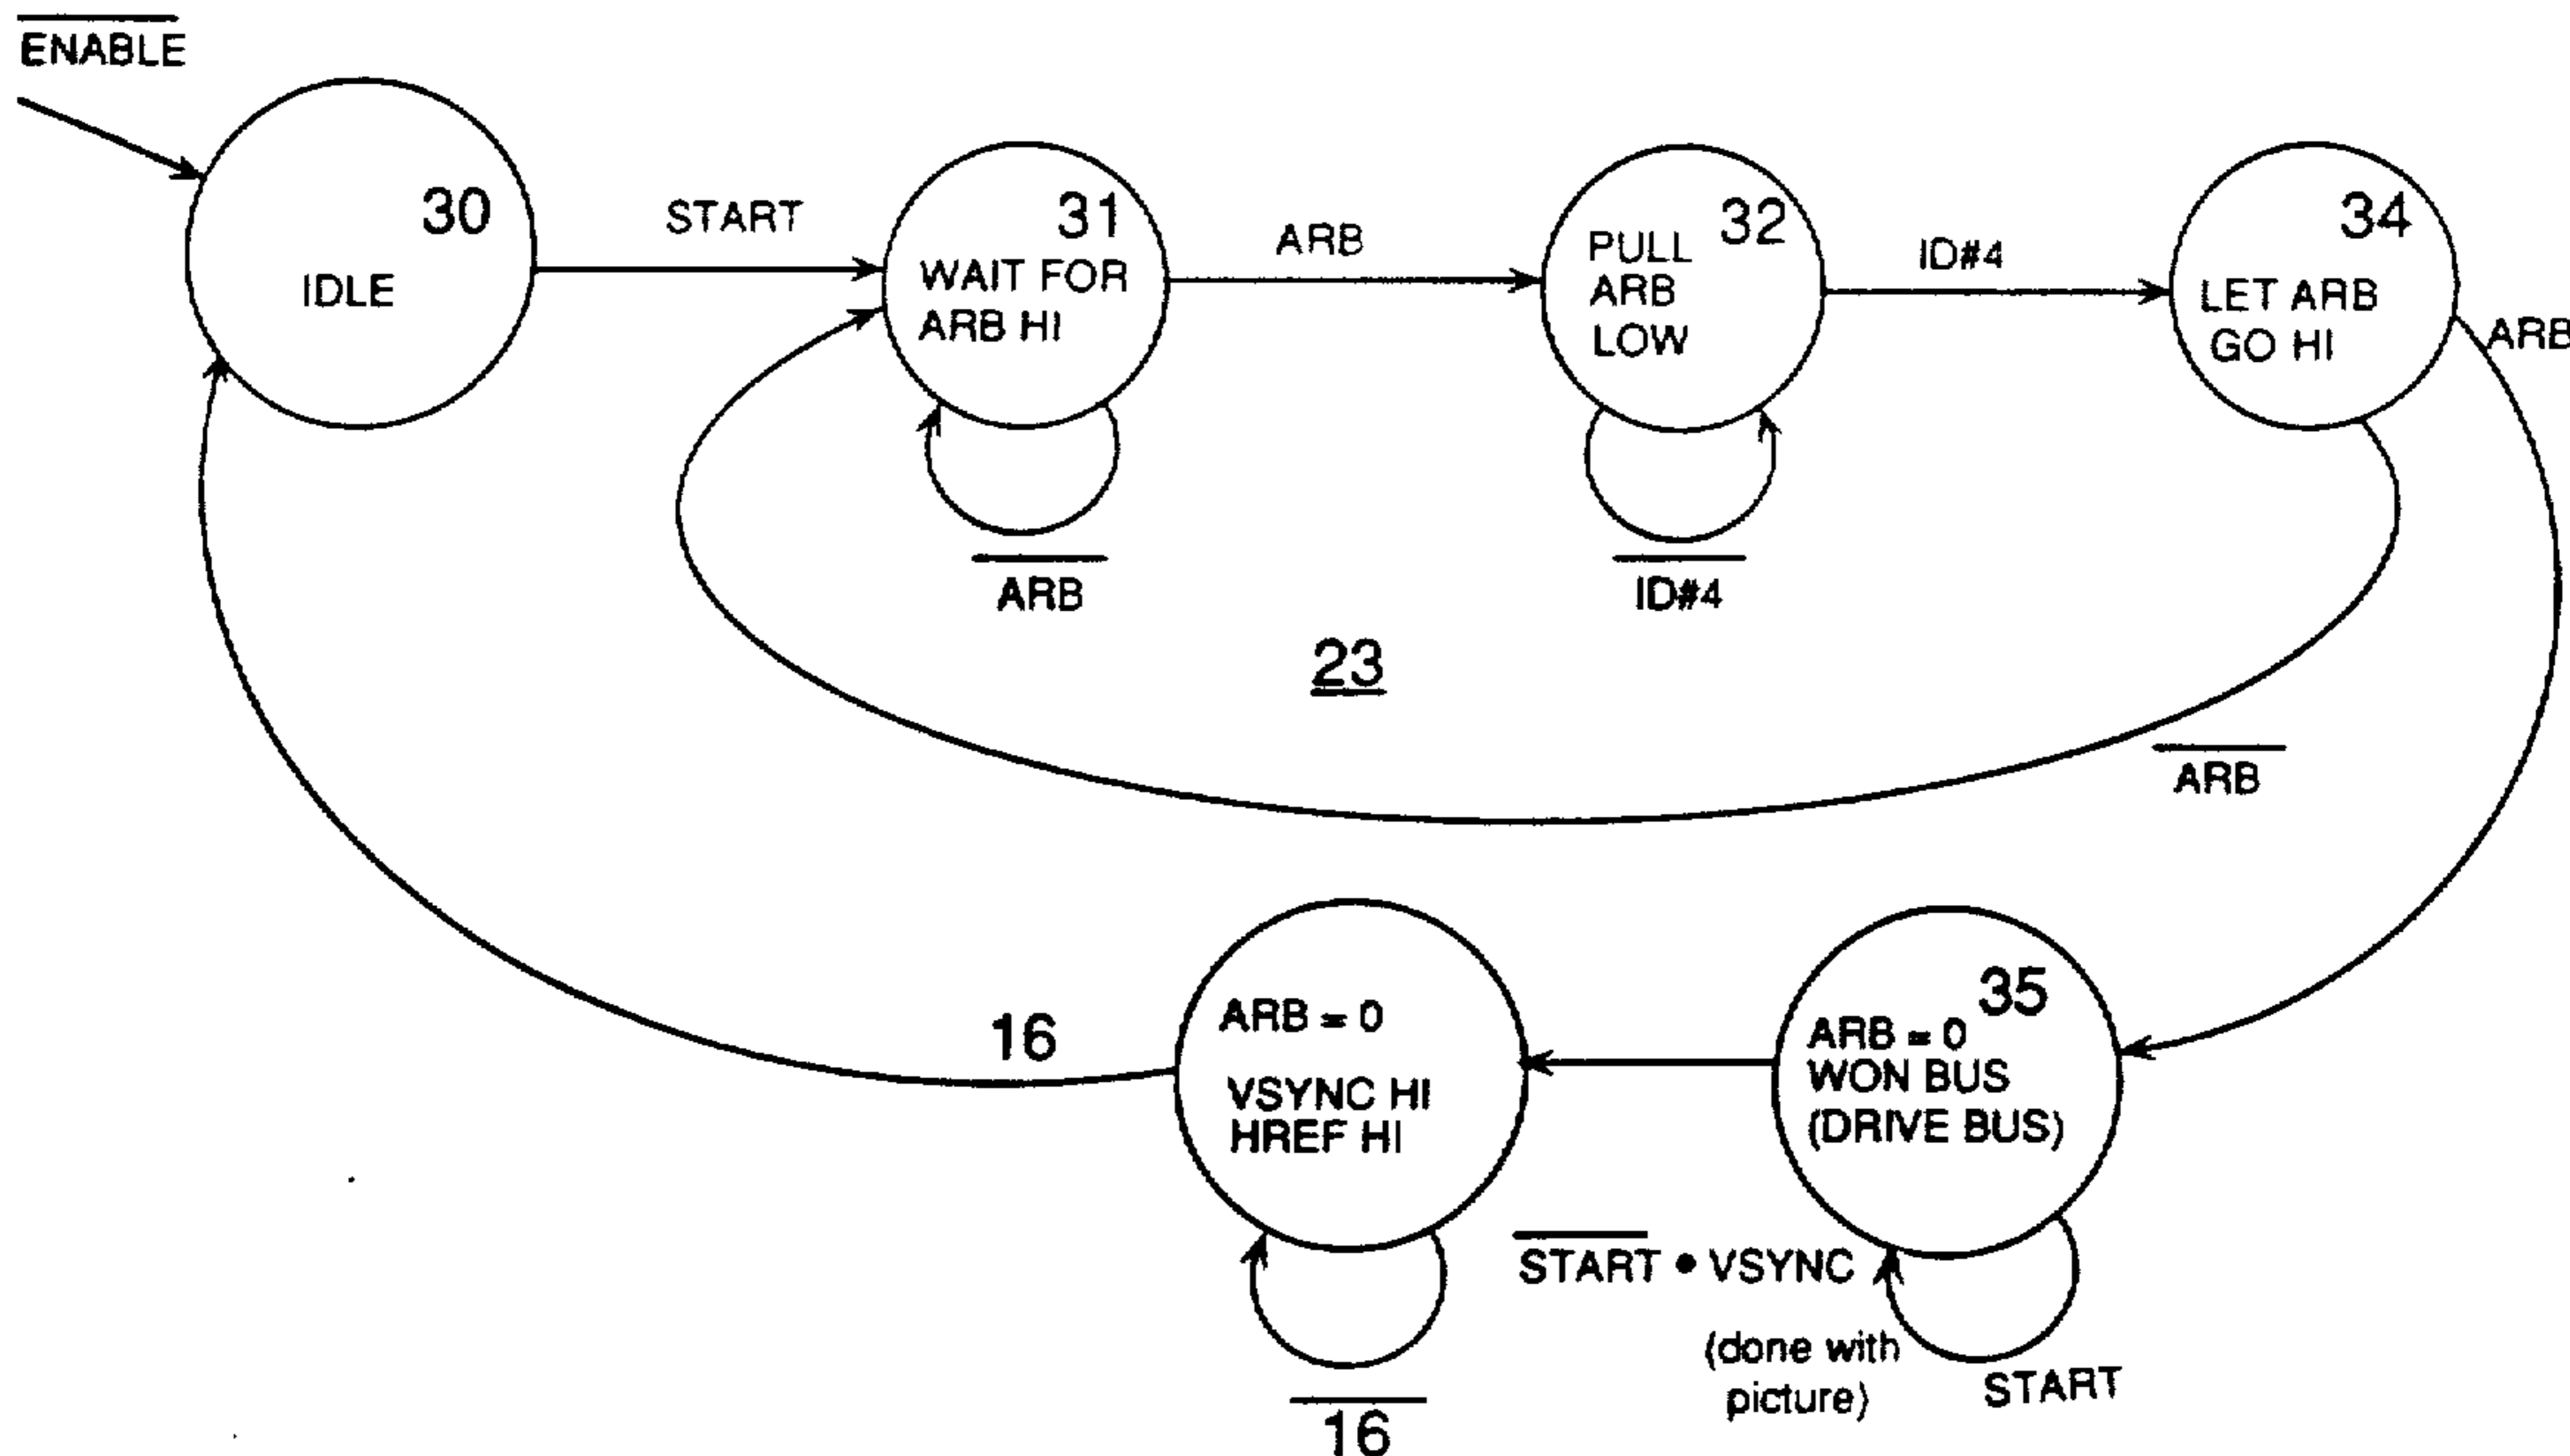 ENABLE
30
IDLE
START
31
WAIT FOR
ARB HI
ARB
ARB
32
PULL
ARB
LOW
ID#4
ID#4
34
LET ARB
GO HI
ARB
ARB
23
35
ARB = 0
WON BUS
(DRIVE BUS)
START
START • VSYNC
(done with
picture)
ARB = 0
VSYNC HI
HREF HI
16
16